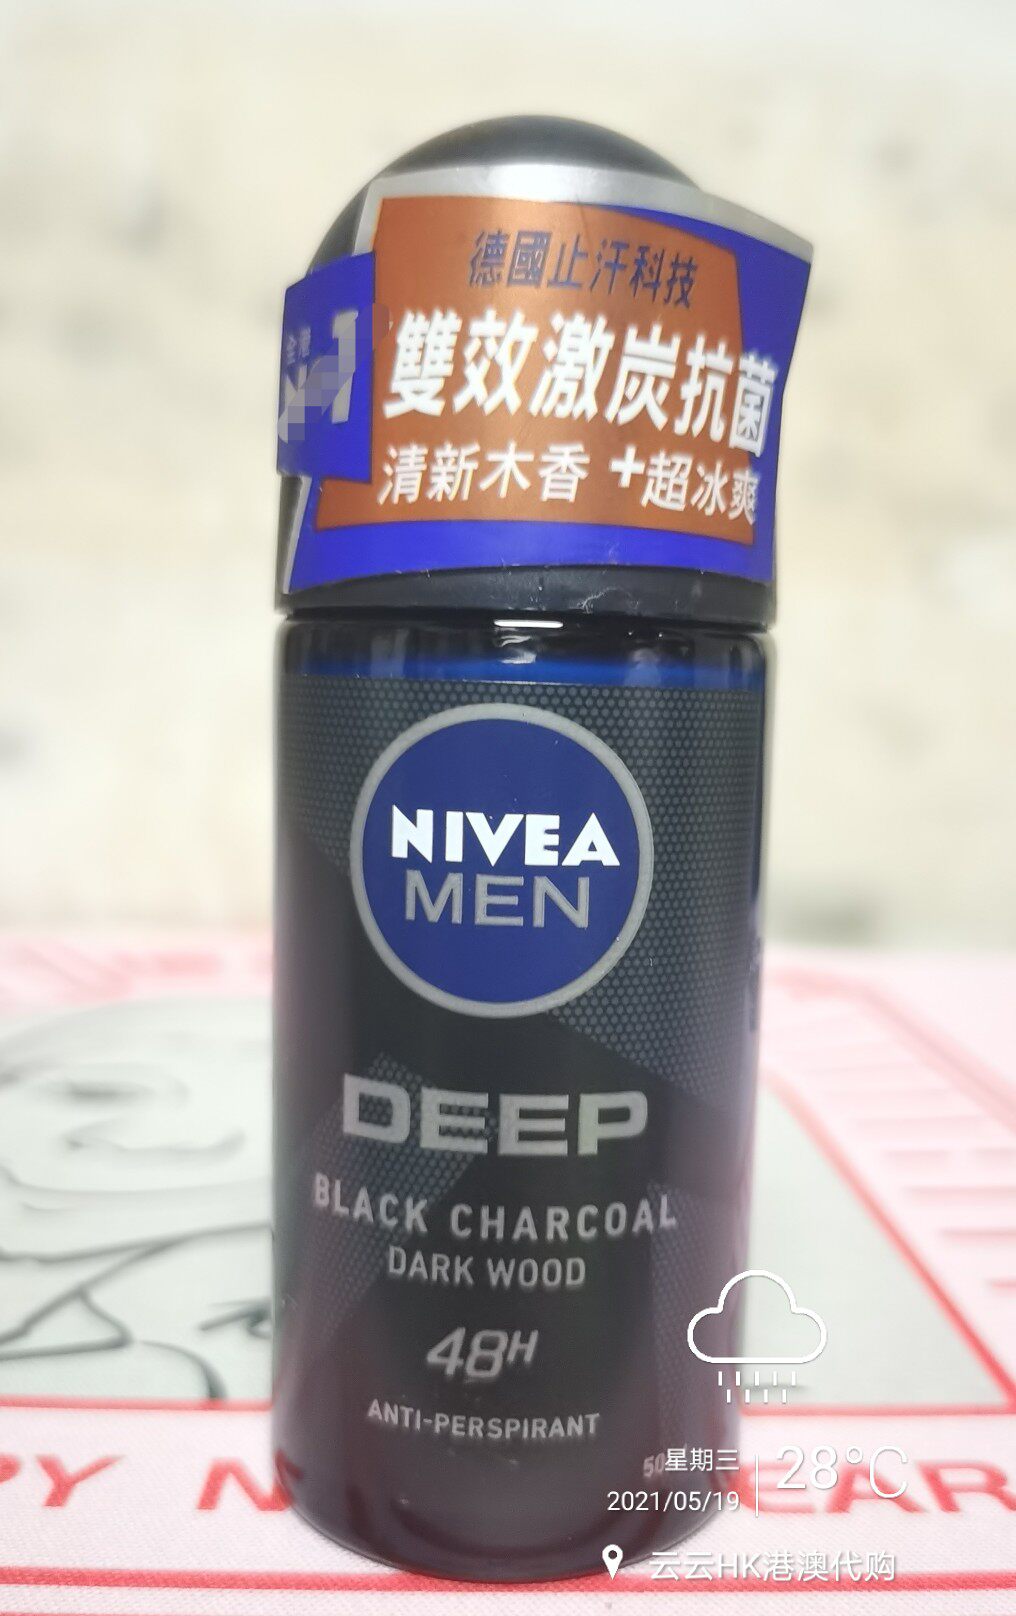 德國止汗科技
雙效激炭抗菌
清新木香 +超冰爽
NIVEA
MEN
DEEP
BLACK CHARCOAL
DARK WOOD
48H
ANTI-PERSPIRANT
50
星期三
2021/05/19
28°C
云云HK港澳代购